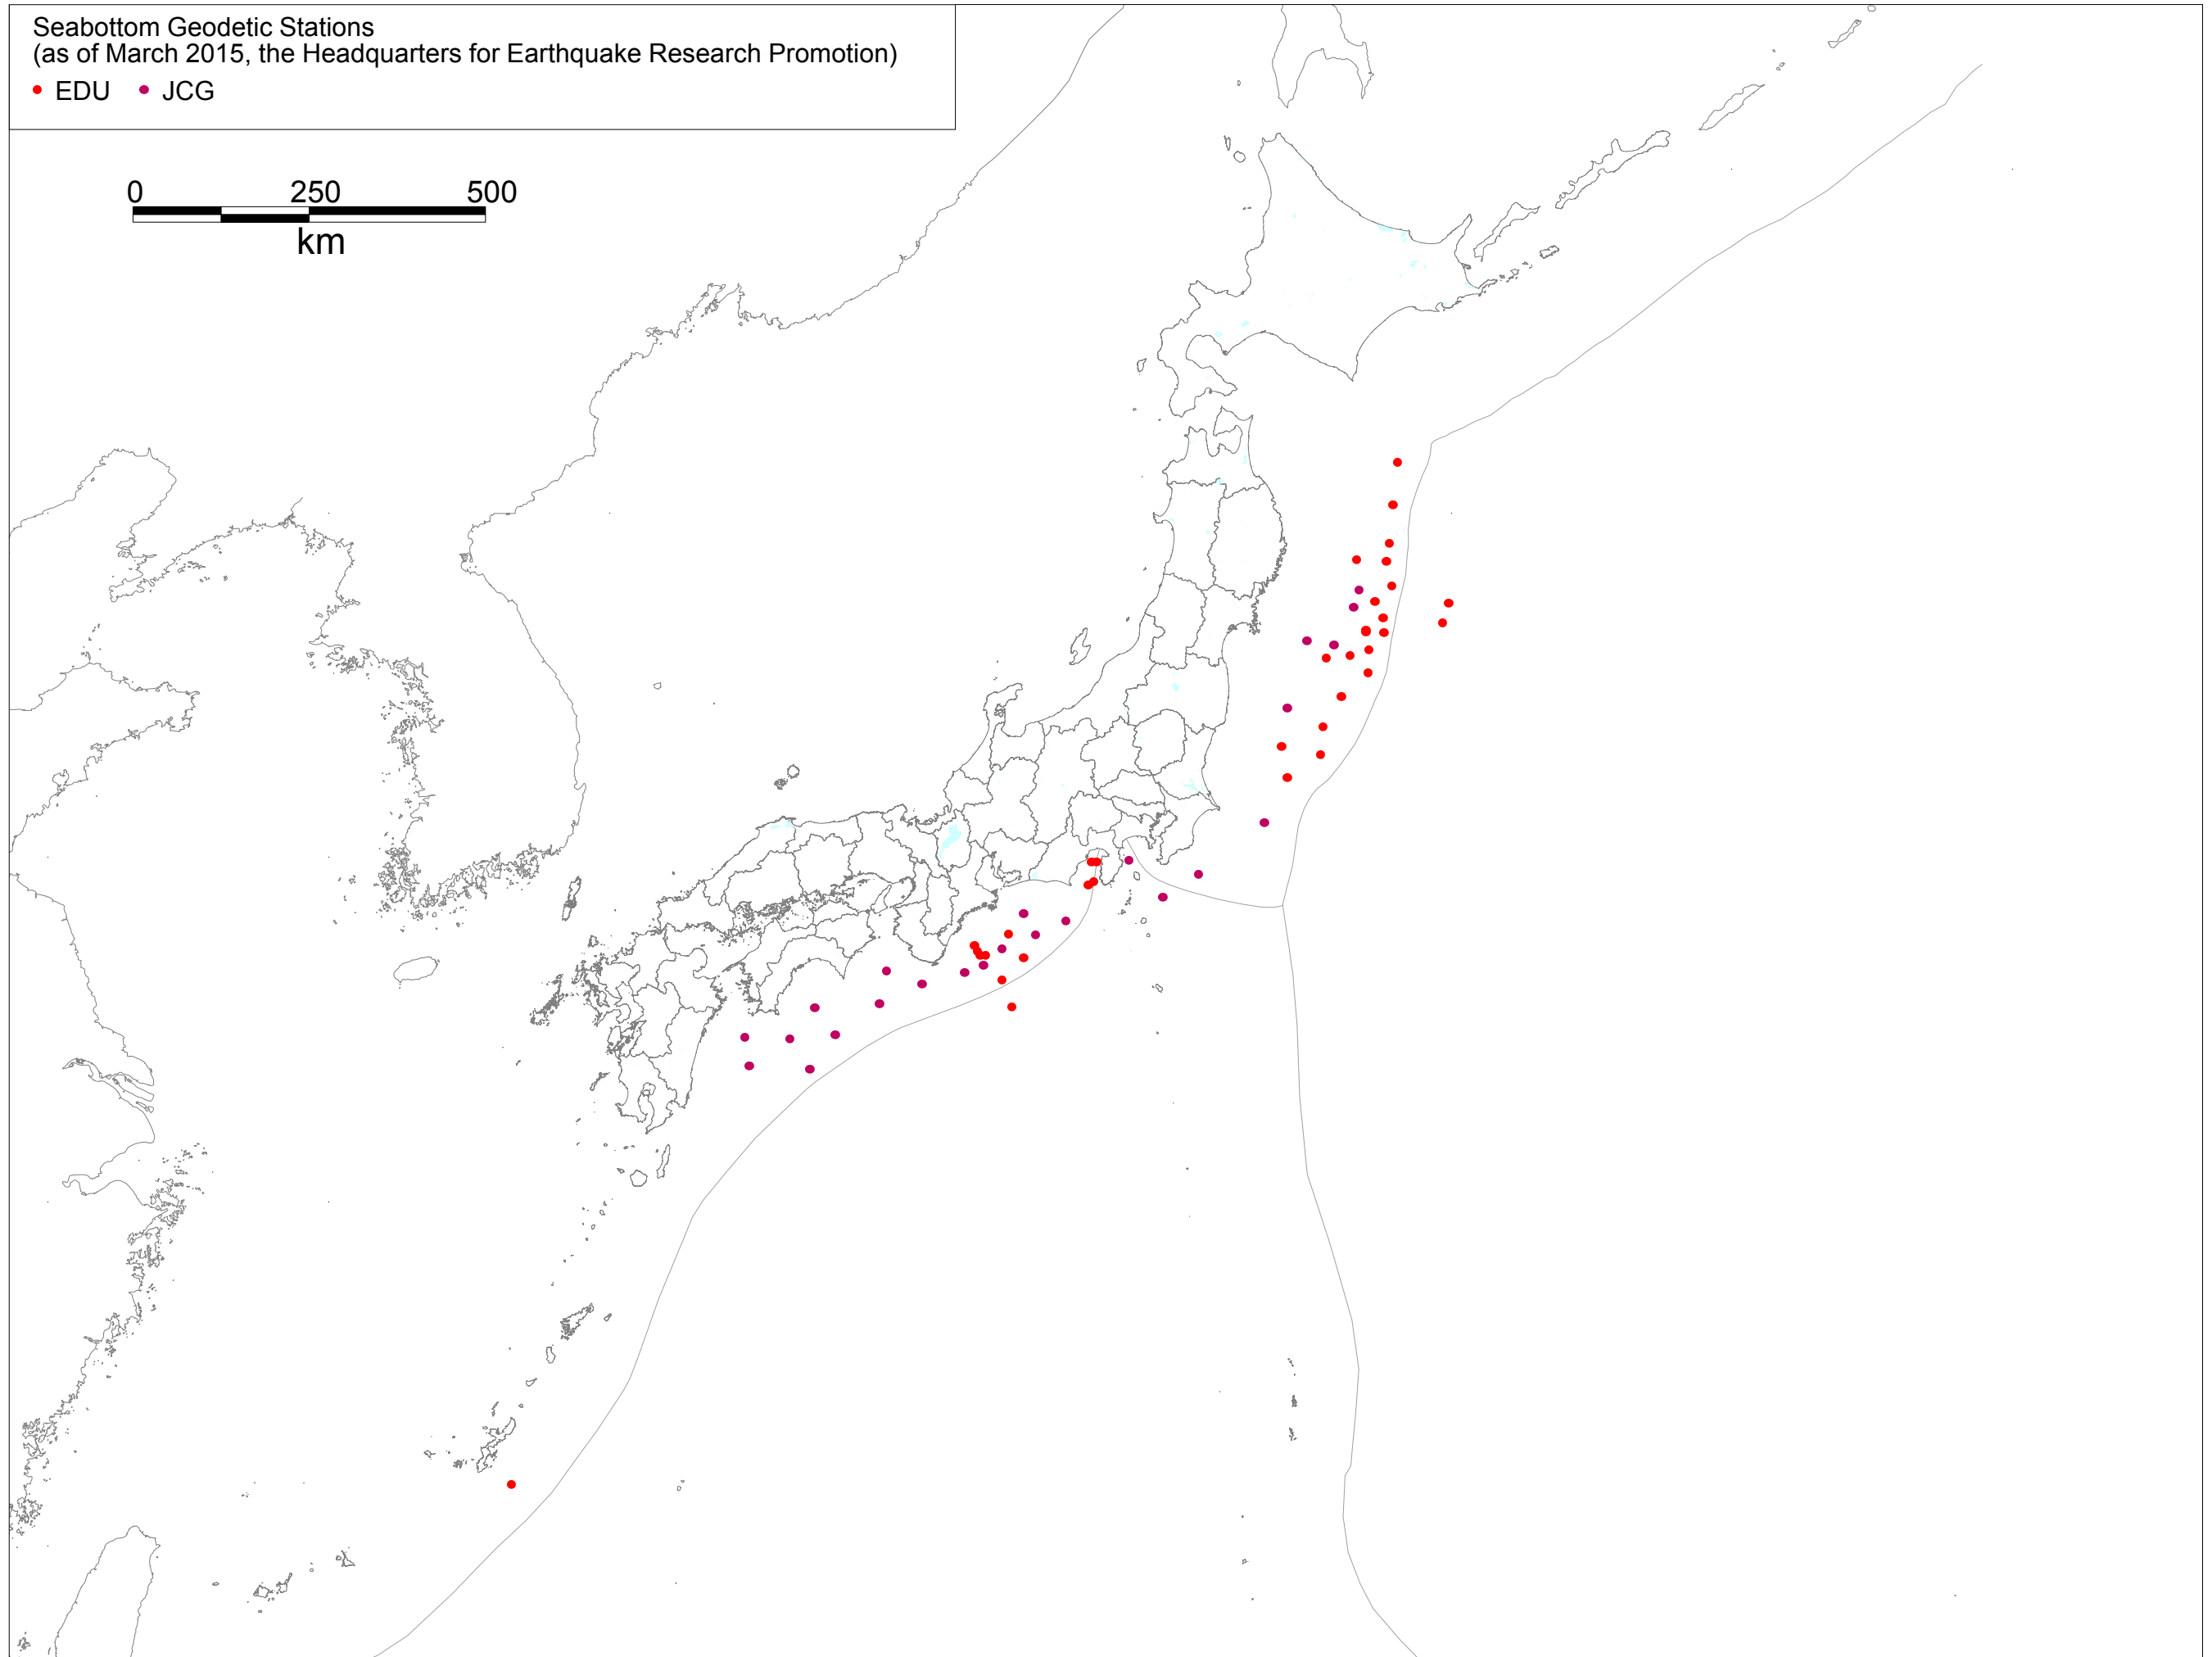 Seabottom Geodetic Stations
(as of March 2015, the Headquarters for Earthquake Research Promotion)
EDU JCG
0 250 500
km